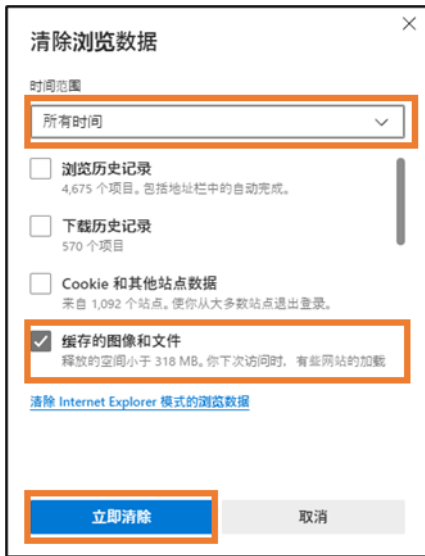 清除浏览数据
时间范围
所有时间
浏览历史记录
4,675 个项目。包括地址栏中的自动完成。
下载历史记录
570 个项目
Cookie 和其他站点数据
来自 1,092 个站点。使你从大多数站点退出登录。
缓存的图像和文件
释放的空间小于 318 MB。你下次访问时，有些网站的加载
清除 Internet Explorer 模式的浏览数据
立即清除
取消